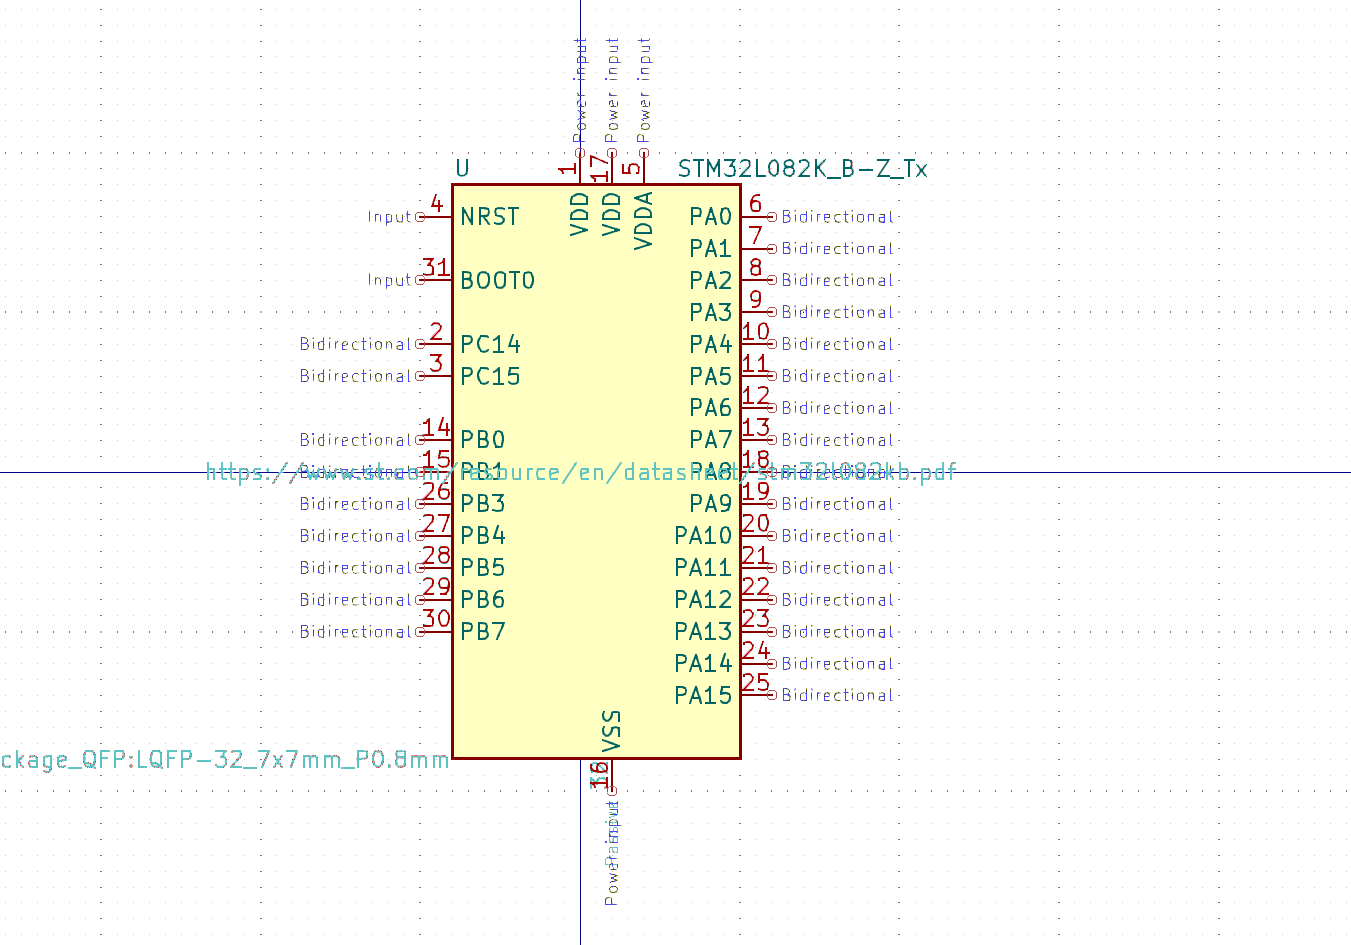 Power input
Power input
Power input
U
STM32L082K_B-Z_Tx
1
17
5
VDD
VDD
VDDA
Input 4 NRST
Input 31 BOOT0
Bidirectional 2 PC14
Bidirectional 3 PC15
Bidirectional 14 PB0
Bidirectional 15 PB1
Bidirectional 26 PB3
Bidirectional 27 PB4
Bidirectional 28 PB5
Bidirectional 29 PB6
Bidirectional 30 PB7
PA0 6 Bidirectional
PA1 7 Bidirectional
PA2 8 Bidirectional
PA3 9 Bidirectional
PA4 10 Bidirectional
PA5 11 Bidirectional
PA6 12 Bidirectional
PA7 13 Bidirectional
PA8 18 Bidirectional
PA9 19 Bidirectional
PA10 20 Bidirectional
PA11 21 Bidirectional
PA12 22 Bidirectional
PA13 23 Bidirectional
PA14 24 Bidirectional
PA15 25 Bidirectional
https://www.st.com/resource/en/datasheet/stm32l082kb.pdf
ckage_QFP:LQFP-32_7x7mm_P0.8mm
VSS
16
Power input